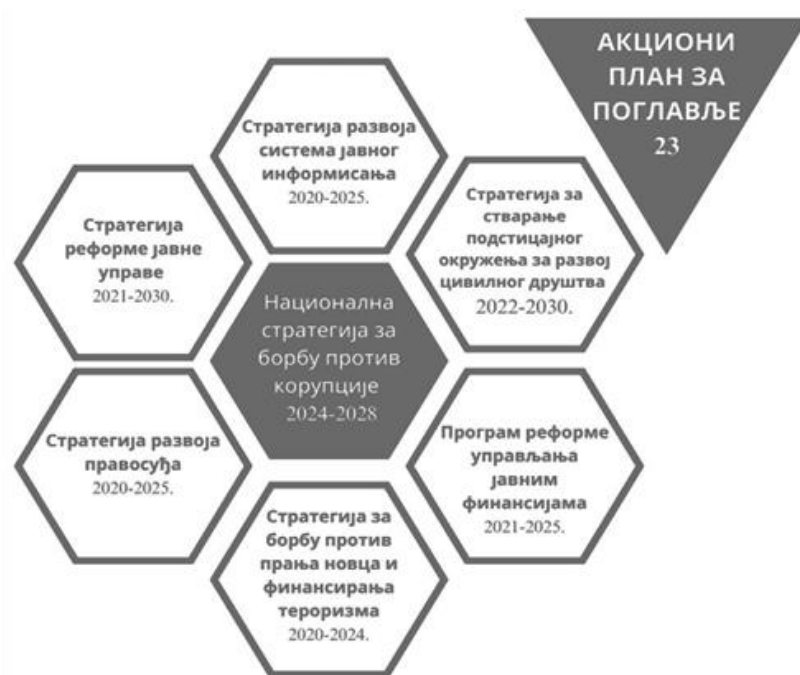 АКЦИОНИ
ПЛАН ЗА
ПОГЛАВЉЕ
23
Стратегија развоја
система јавног
информисања
2020-2025.
Стратегија за
стварање
подстицајног
окружења за развој
цивилног друштва
2022-2030.
Стратегија
реформе јавне
управе
2021-2030.
Национална
стратегија за
борбу против
корупције
2024-2028
Стратегија развоја
правосуђа
2020-2025.
Програм реформе
управљања
јавним
финансијама
2021-2025.
Стратегија за
борбу против
прања новца и
финансирања
тероризма
2020-2024.